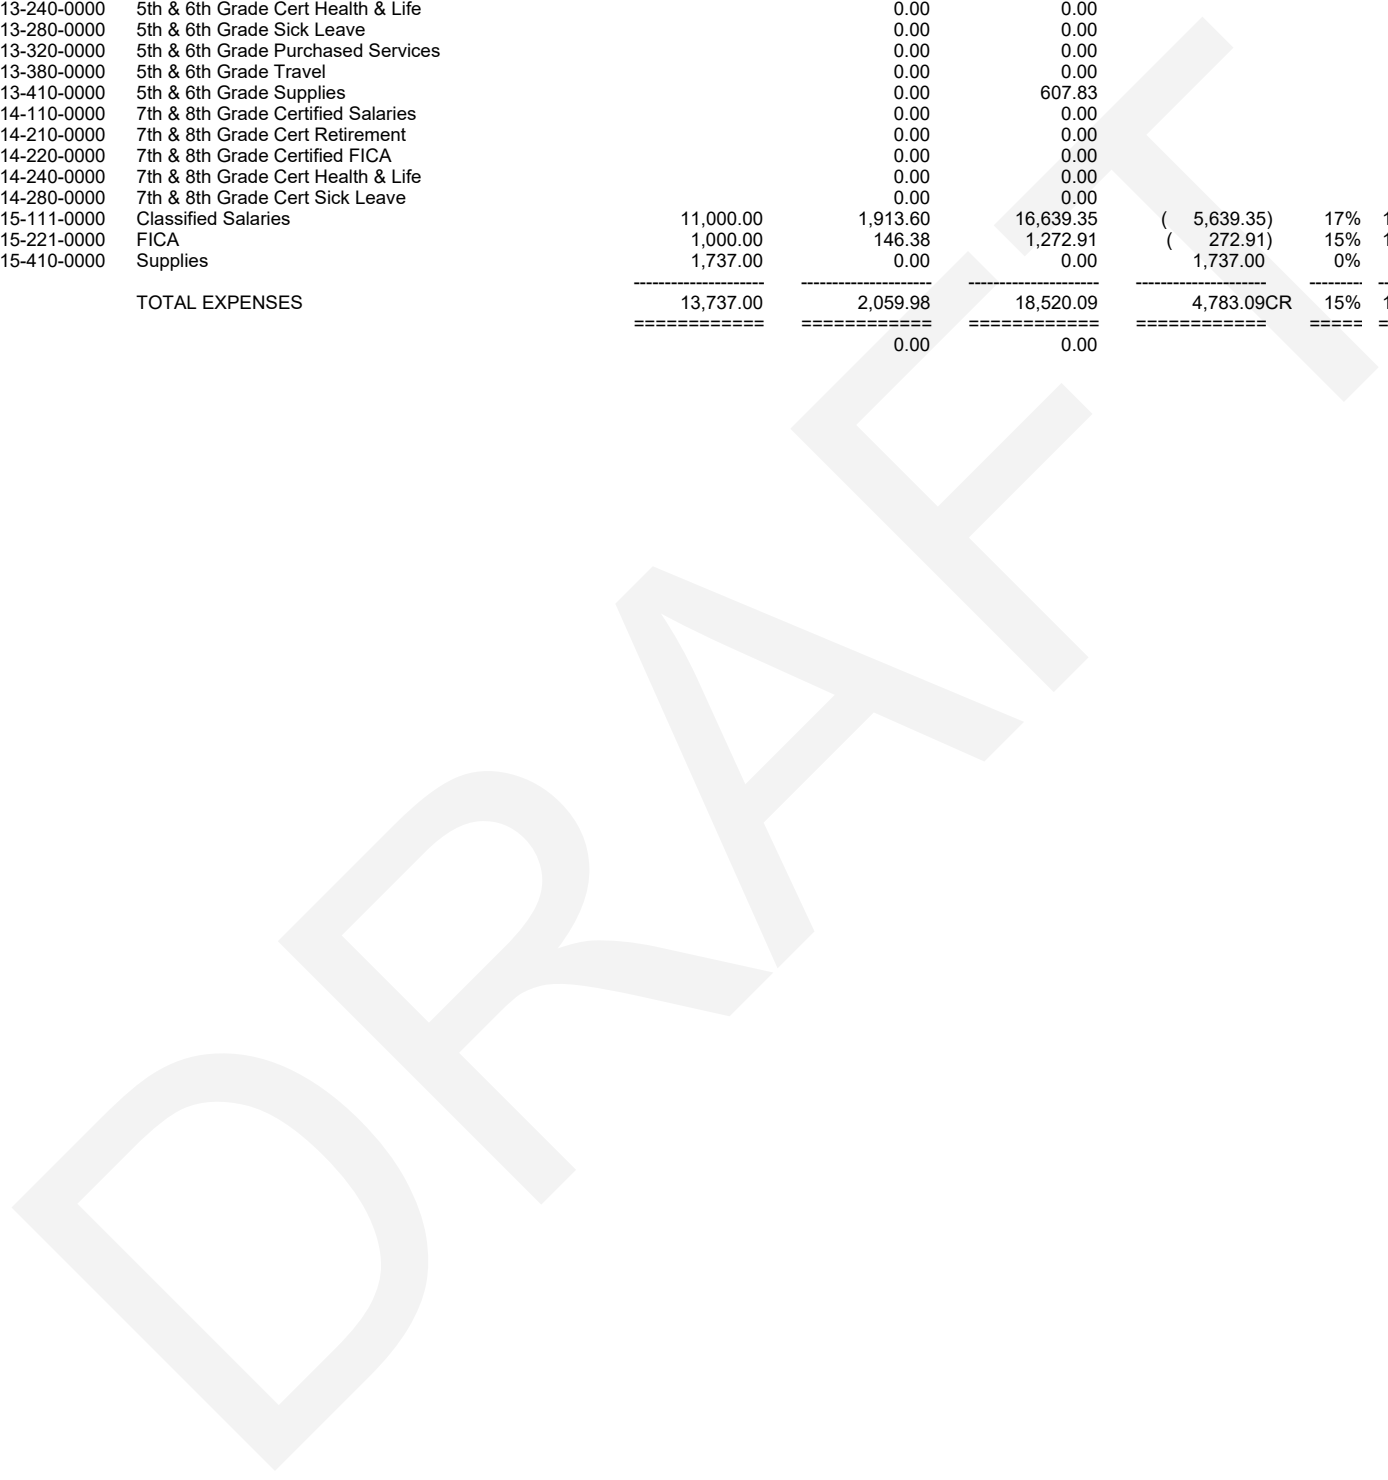 13-240-0000 5th & 6th Grade Cert Health & Life 0.00 0.00
13-280-0000 5th & 6th Grade Sick Leave 0.00 0.00
13-320-0000 5th & 6th Grade Purchased Services 0.00 0.00
13-380-0000 5th & 6th Grade Travel 0.00 0.00
13-410-0000 5th & 6th Grade Supplies 0.00 607.83
14-110-0000 7th & 8th Grade Certified Salaries 0.00 0.00
14-210-0000 7th & 8th Grade Cert Retirement 0.00 0.00
14-220-0000 7th & 8th Grade Certified FICA 0.00 0.00
14-240-0000 7th & 8th Grade Cert Health & Life 0.00 0.00
14-280-0000 7th & 8th Grade Cert Sick Leave 0.00 0.00
15-111-0000 Classified Salaries 11,000.00 1,913.60 16,639.35 ( 5,639.35) 17% 1
15-221-0000 FICA 1,000.00 146.38 1,272.91 ( 272.91) 15% 1
15-410-0000 Supplies 1,737.00 0.00 0.00 1,737.00 0%
--------------------- --------------------- --------------------- --------------------- -------- --
TOTAL EXPENSES 13,737.00 2,059.98 18,520.09 4,783.09CR 15% 1
============ ============ ============ ============ ===== =
0.00 0.00
DRAFT